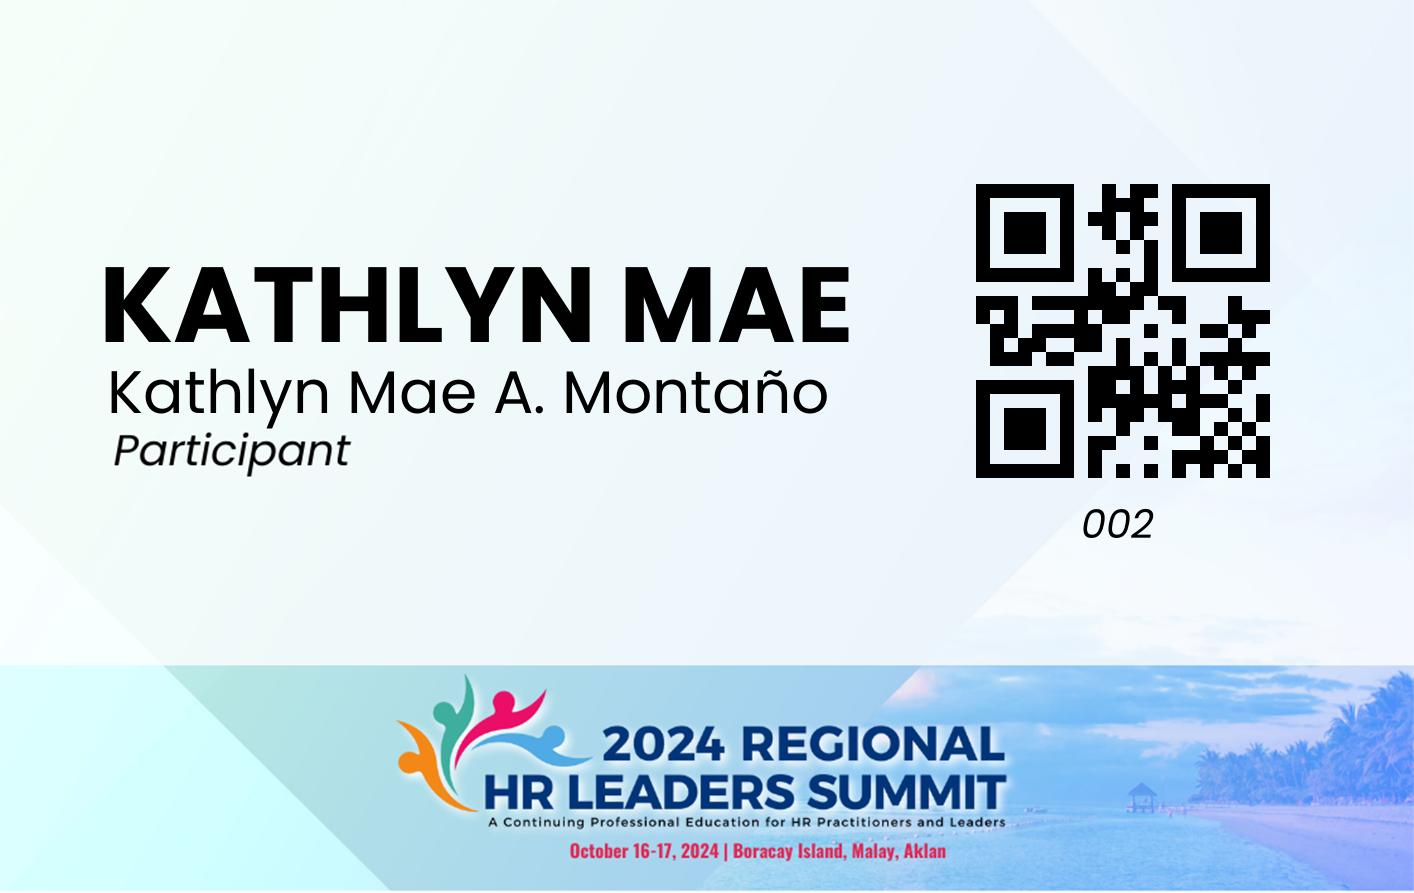 KATHLYN MAE
Kathlyn Mae A. Montaño
Participant
002
2024 REGIONAL
HR LEADERS SUMMIT
A Continuing Professional Education for HR Practitioners and Leaders
October 16-17, 2024 | Boracay Island, Malay, Aklan